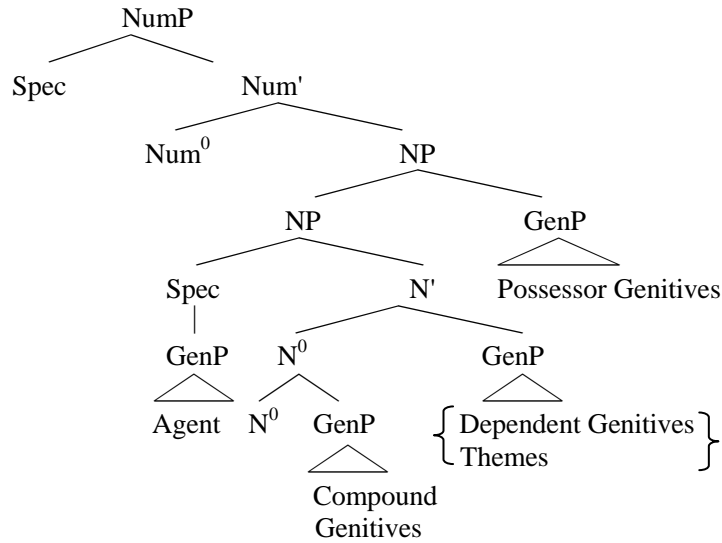 NumP
Spec Num'
Num⁰ NP
NP GenP
Spec N' Possessor Genitives
GenP N⁰ GenP
Agent N⁰ GenP { Dependent Genitives }
Themes
Compound
Genitives